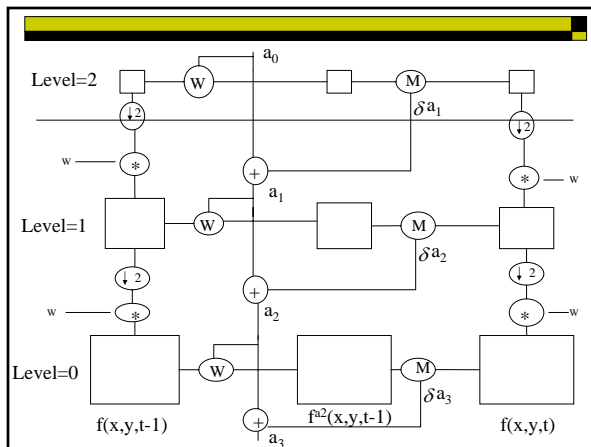 a0
Level=2
W
M
↓2
δa1
↓2
w
*
*
w
+
a1
Level=1
W
M
δa2
↓2
↓2
+
w
*
a2
*
w
Level=0
W
M
δa3
f(x,y,t-1)
+
f^a2(x,y,t-1)
f(x,y,t)
a3